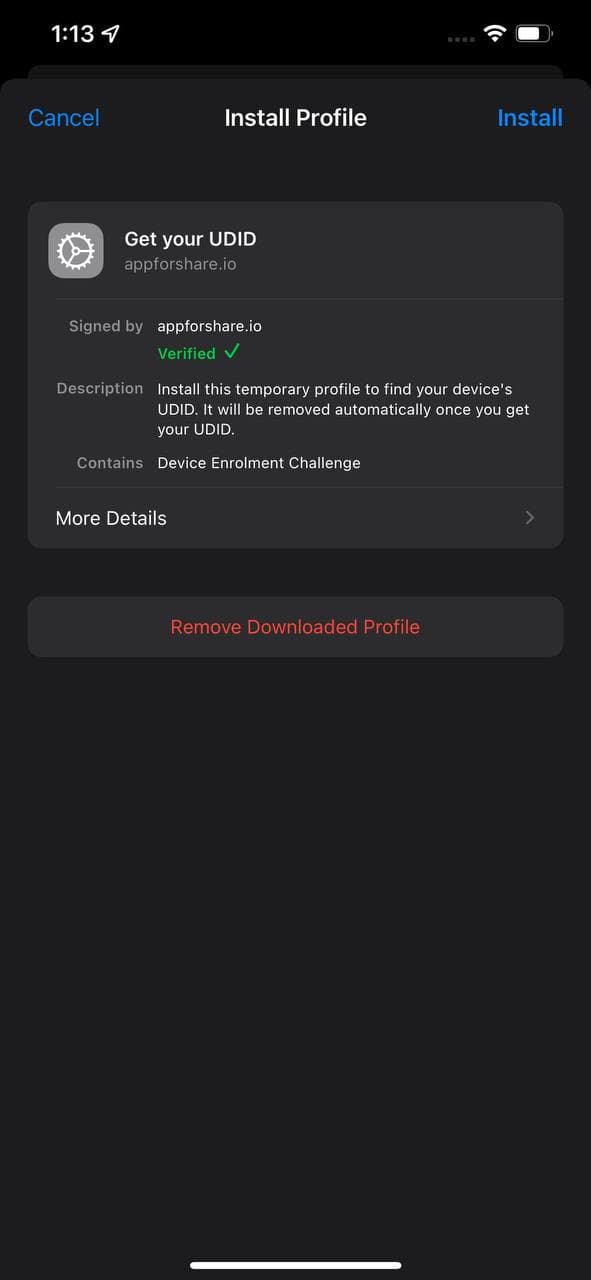 1:13
Cancel Install Profile Install
Get your UDID
appforshare.io
Signed by appforshare.io
Verified
Description Install this temporary profile to find your device's
UDID. It will be removed automatically once you get
your UDID.
Contains Device Enrolment Challenge
More Details
Remove Downloaded Profile